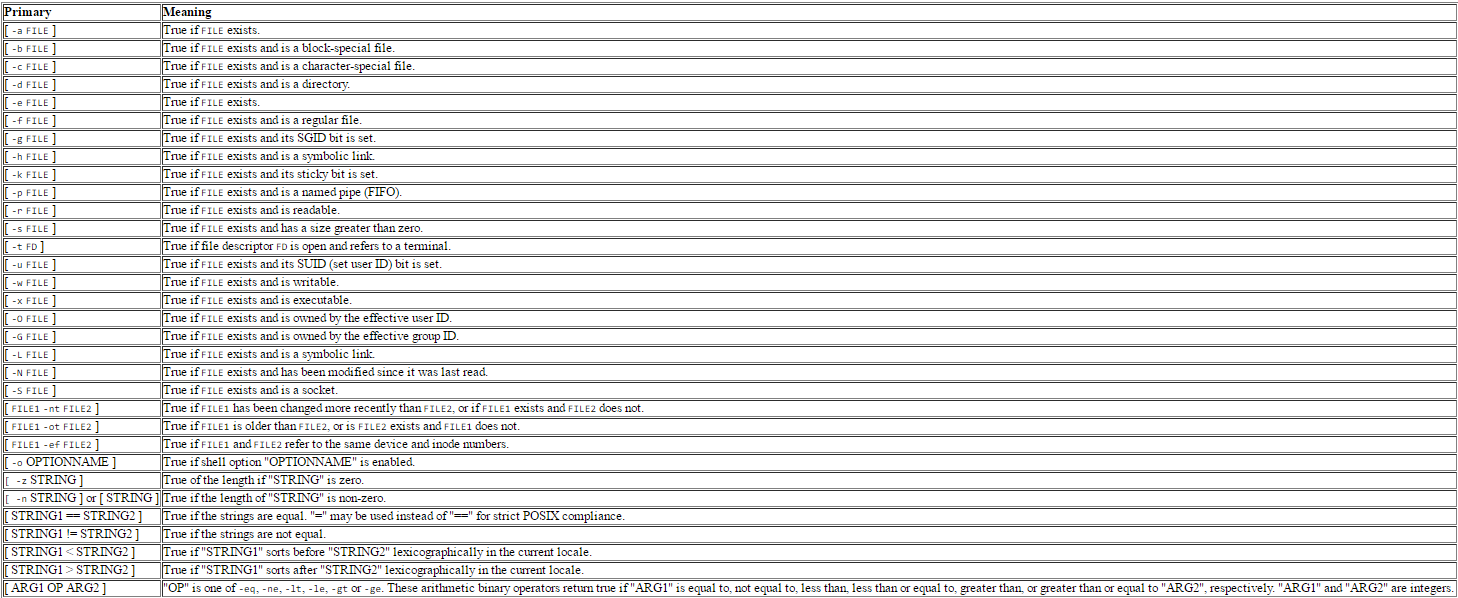 Primary Meaning
[ -a FILE ] True if FILE exists.
[ -b FILE ] True if FILE exists and is a block-special file.
[ -c FILE ] True if FILE exists and is a character-special file.
[ -d FILE ] True if FILE exists and is a directory.
[ -e FILE ] True if FILE exists.
[ -f FILE ] True if FILE exists and is a regular file.
[ -g FILE ] True if FILE exists and its SGID bit is set.
[ -h FILE ] True if FILE exists and is a symbolic link.
[ -k FILE ] True if FILE exists and its sticky bit is set.
[ -p FILE ] True if FILE exists and is a named pipe (FIFO).
[ -r FILE ] True if FILE exists and is readable.
[ -s FILE ] True if FILE exists and has a size greater than zero.
[ -t FD ] True if file descriptor FD is open and refers to a terminal.
[ -u FILE ] True if FILE exists and its SUID (set user ID) bit is set.
[ -w FILE ] True if FILE exists and is writable.
[ -x FILE ] True if FILE exists and is executable.
[ -O FILE ] True if FILE exists and is owned by the effective user ID.
[ -G FILE ] True if FILE exists and is owned by the effective group ID.
[ -L FILE ] True if FILE exists and is a symbolic link.
[ -N FILE ] True if FILE exists and has been modified since it was last read.
[ -S FILE ] True if FILE exists and is a socket.
[ FILE1 -nt FILE2 ] True if FILE1 has been changed more recently than FILE2, or if FILE1 exists and FILE2 does not.
[ FILE1 -ot FILE2 ] True if FILE1 is older than FILE2, or is FILE2 exists and FILE1 does not.
[ FILE1 -ef FILE2 ] True if FILE1 and FILE2 refer to the same device and inode numbers.
[ -o OPTIONNAME ] True if shell option "OPTIONNAME" is enabled.
[ -z STRING ] True of the length if "STRING" is zero.
[ -n STRING ] or [ STRING ] True if the length of "STRING" is non-zero.
[ STRING1 == STRING2 ] True if the strings are equal. "=" may be used instead of "==" for strict POSIX compliance.
[ STRING1 != STRING2 ] True if the strings are not equal.
[ STRING1 < STRING2 ] True if "STRING1" sorts before "STRING2" lexicographically in the current locale.
[ STRING1 > STRING2 ] True if "STRING1" sorts after "STRING2" lexicographically in the current locale.
[ ARG1 OP ARG2 ] "OP" is one of -eq, -ne, -lt, -le, -gt or -ge. These arithmetic binary operators return true if "ARG1" is equal to, not equal to, less than, less than or equal to, greater than, or greater than or equal to "ARG2", respectively. "ARG1" and "ARG2" are integers.